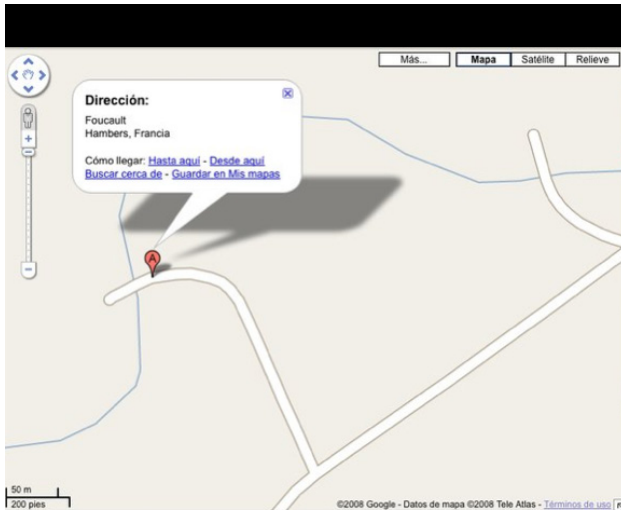 Más...
Mapa
Satélite
Relieve
Dirección:
Foucault
Hambers, Francia
Cómo llegar: Hasta aquí - Desde aquí
Buscar cerca de - Guardar en Mis mapas
A
50 m
200 pies
©2008 Google - Datos de mapa ©2008 Tele Atlas - Términos de uso